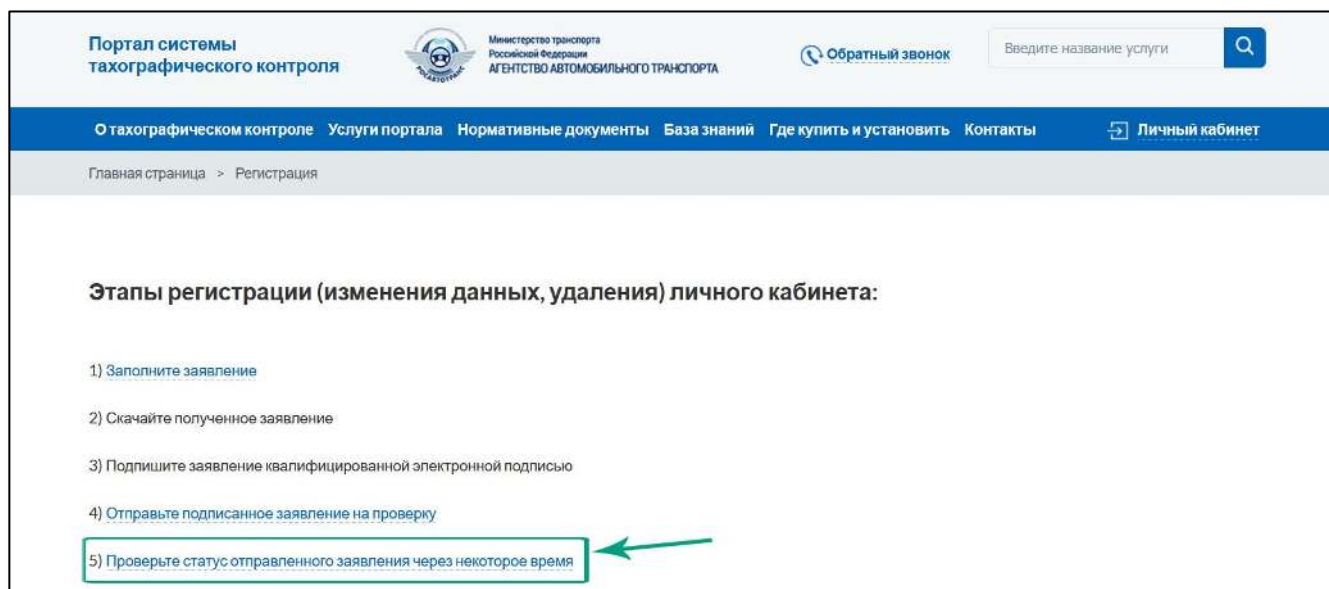 Портал системы
тахографического контроля
РОСАВТОТРАНС
Министерство транспорта
Российской Федерации
АГЕНТСТВО АВТОМОБИЛЬНОГО ТРАНСПОРТА
Обратный звонок
Введите название услуги
О тахографическом контроле Услуги портала Нормативные документы База знаний Где купить и установить Контакты Личный кабинет
Главная страница > Регистрация
Этапы регистрации (изменения данных, удаления) личного кабинета:
1) Заполните заявление
2) Скачайте полученное заявление
3) Подпишите заявление квалифицированной электронной подписью
4) Отправьте подписанное заявление на проверку
5) Проверьте статус отправленного заявления через некоторое время